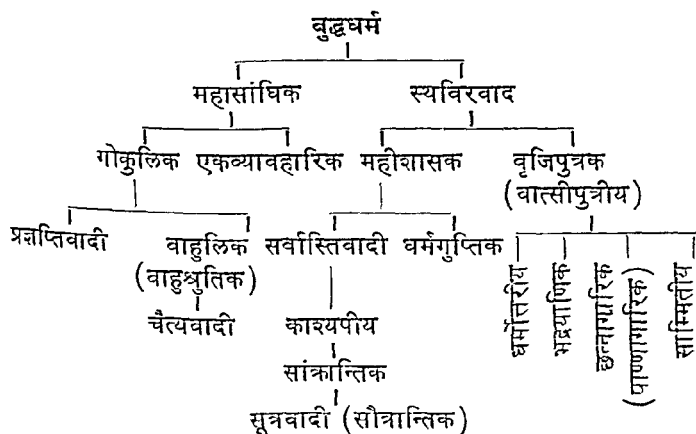 बुद्धधर्म
महासांघिक स्थविरवाद
गोकुलिक एकव्यावहारिक महीशासक वृजिपुत्रक
(वात्सीपुत्रीय)
प्रज्ञप्तिवादी वाहुलिक सर्वास्तिवादी धर्मगुप्तिक
(वाहुश्रुतिक)
धर्मोत्तरीय
भद्रयाणिक
छन्नागारिक
(पाण्णागारिक)
साम्मितीय
चैत्यवादी काश्यपीय
सांक्रान्तिक
सूत्रवादी (सौत्रान्तिक)